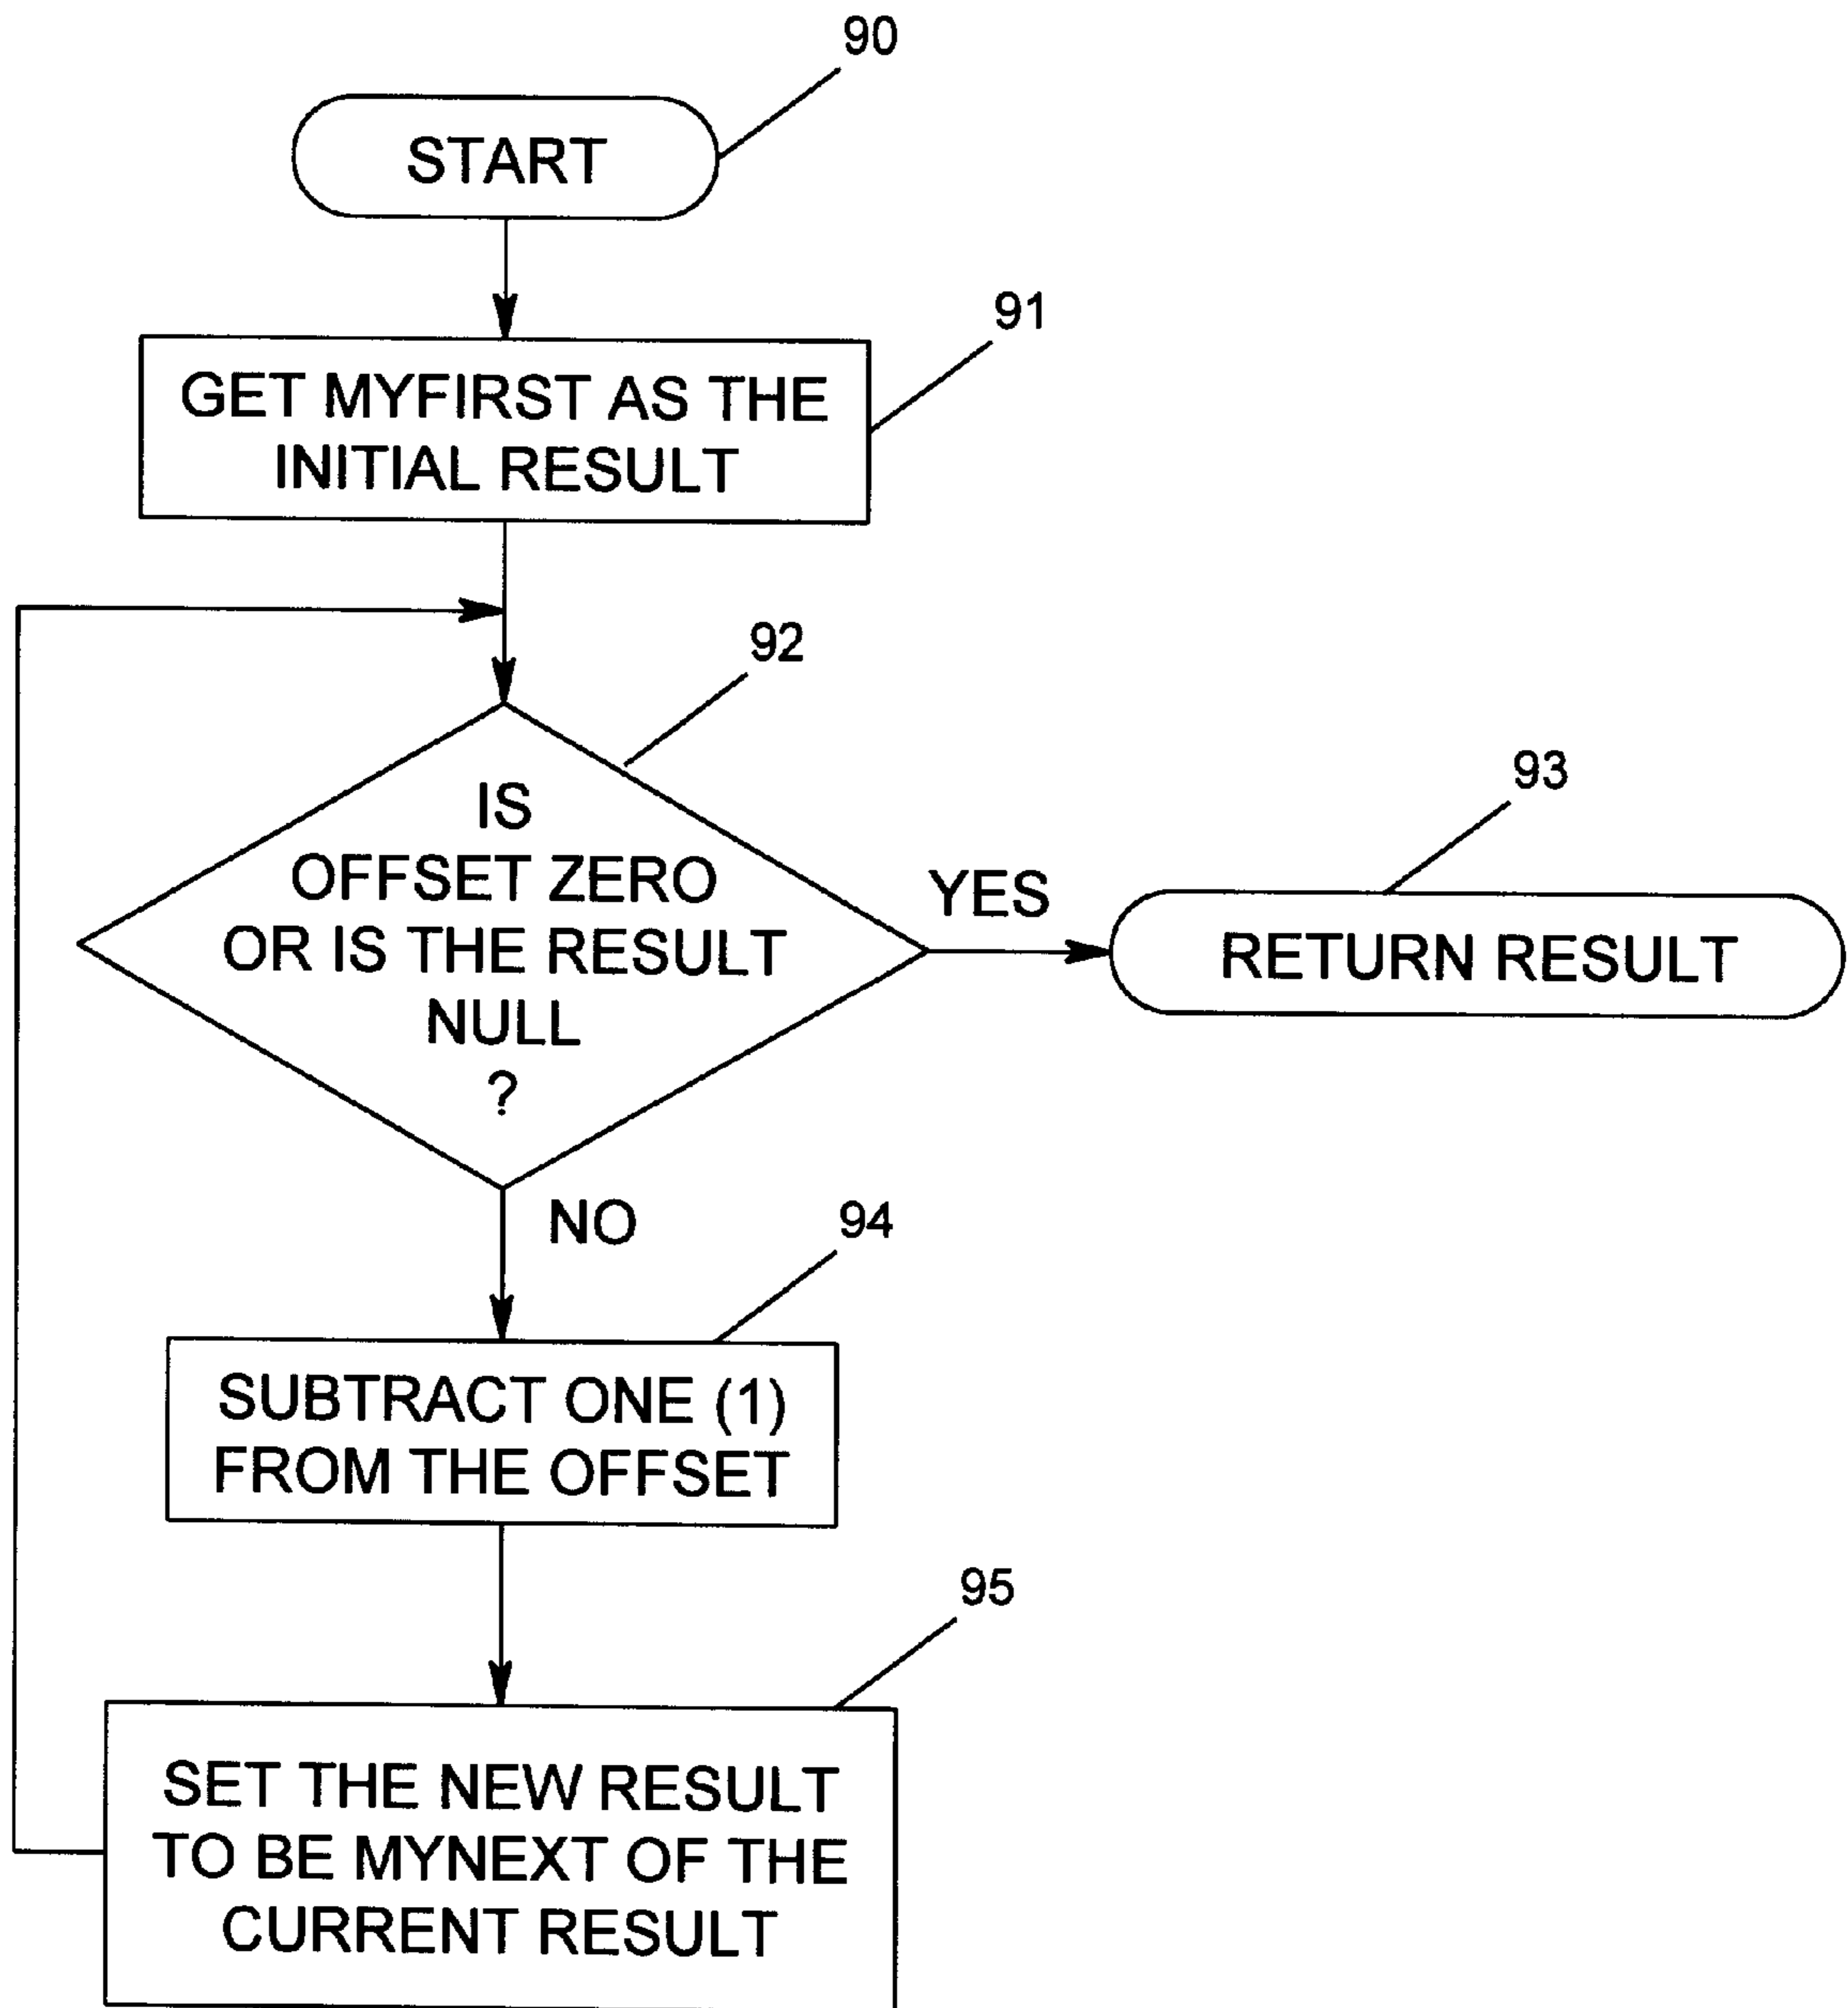 90
START
91
GET MYFIRST AS THE
INITIAL RESULT
92
IS
OFFSET ZERO
OR IS THE RESULT
NULL
?
YES
93
RETURN RESULT
NO
94
SUBTRACT ONE (1)
FROM THE OFFSET
95
SET THE NEW RESULT
TO BE MYNEXT OF THE
CURRENT RESULT